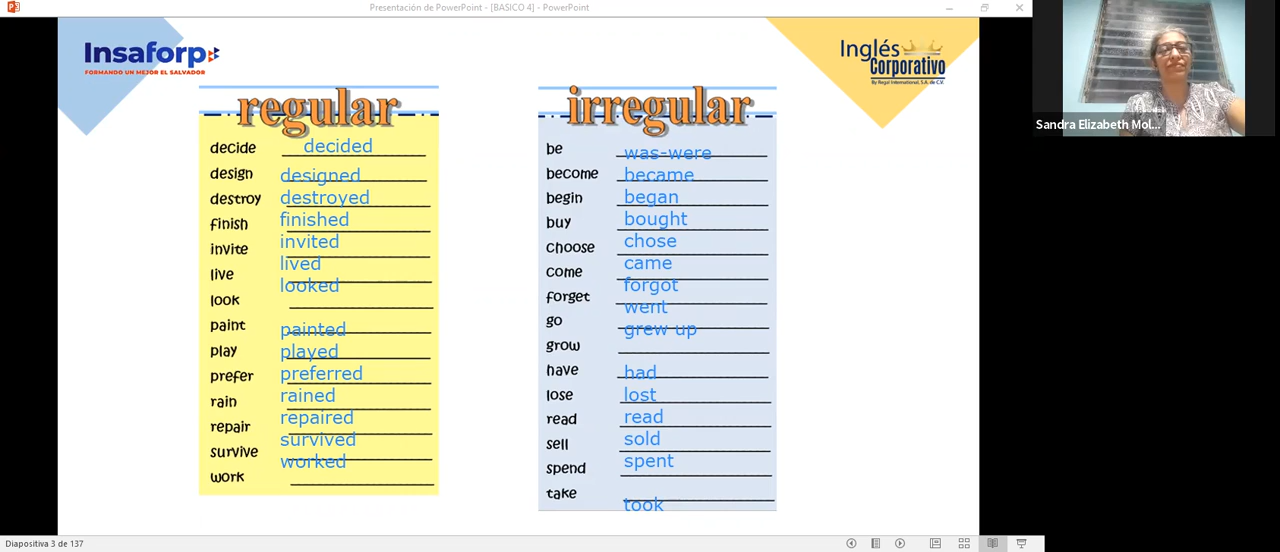 Presentación de PowerPoint - [BASICO 4] - PowerPoint
Insaforp
FORMANDO UN MEJOR EL SALVADOR
Inglés
Corporativo
By Regal International, S.A. de C.V.
Sandra Elizabeth Mol...
regular
decide decided
design designed
destroy destroyed
finish finished
invite invited
live lived
look looked
paint painted
play played
prefer preferred
rain rained
repair repaired
survive survived
work worked
irregular
be was-were
become became
begin began
buy bought
choose chose
come came
forget forgot
go went
grow grew up
have had
lose lost
read read
sell sold
spend spent
take took
Diapositiva 3 de 137